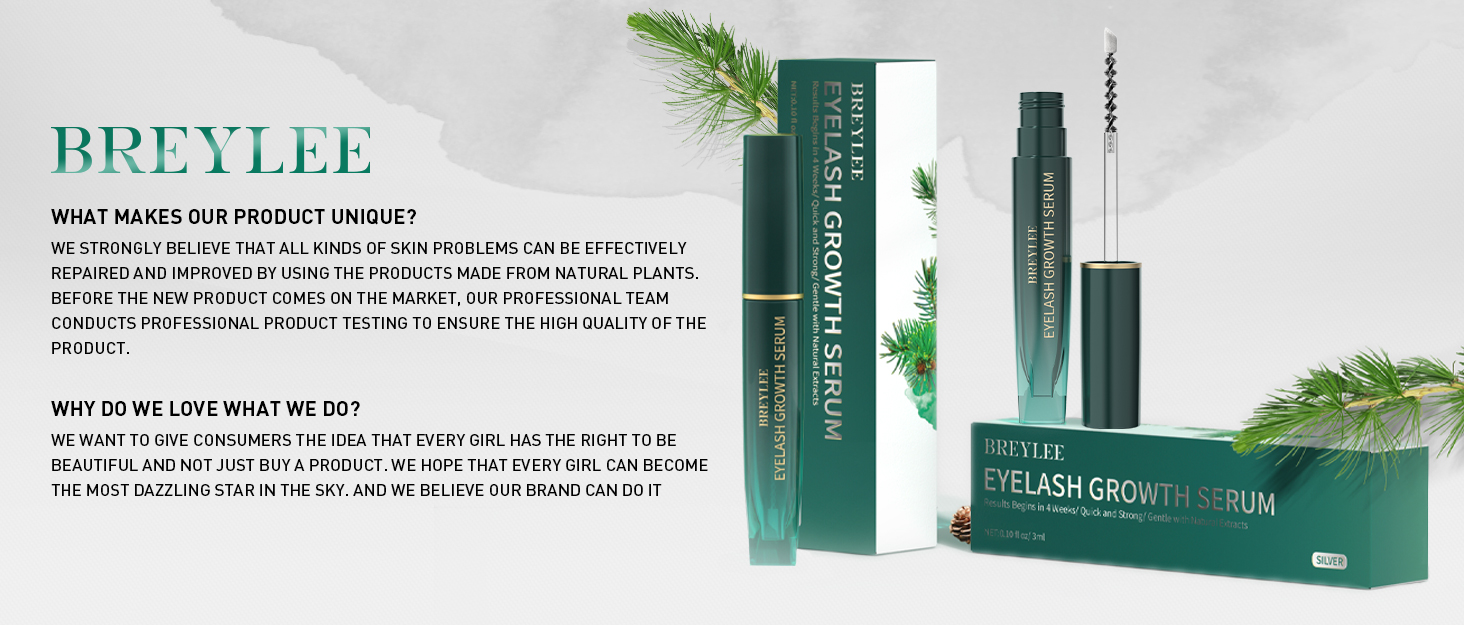 BREYLEE
WHAT MAKES OUR PRODUCT UNIQUE?
WE STRONGLY BELIEVE THAT ALL KINDS OF SKIN PROBLEMS CAN BE EFFECTIVELY
REPAIRED AND IMPROVED BY USING THE PRODUCTS MADE FROM NATURAL PLANTS.
BEFORE THE NEW PRODUCT COMES ON THE MARKET, OUR PROFESSIONAL TEAM
CONDUCTS PROFESSIONAL PRODUCT TESTING TO ENSURE THE HIGH QUALITY OF THE
PRODUCT.
WHY DO WE LOVE WHAT WE DO?
WE WANT TO GIVE CONSUMERS THE IDEA THAT EVERY GIRL HAS THE RIGHT TO BE
BEAUTIFUL AND NOT JUST BUY A PRODUCT. WE HOPE THAT EVERY GIRL CAN BECOME
THE MOST DAZZLING STAR IN THE SKY. AND WE BELIEVE OUR BRAND CAN DO IT
BREYLEE
EYELASH GROWTH SERUM
BREYLEE
EYELASH GROWTH SERUM
Results Begins in 4 Weeks/ Quick and Strong/ Gentle with Natural Extracts
NET:0.10 fl oz
BREYLEE
EYELASH GROWTH SERUM
BREYLEE
EYELASH GROWTH SERUM
Results Begins in 4 Weeks/ Quick and Strong/ Gentle with Natural Extracts
NET:0.10 fl oz/ 3ml
SILVER